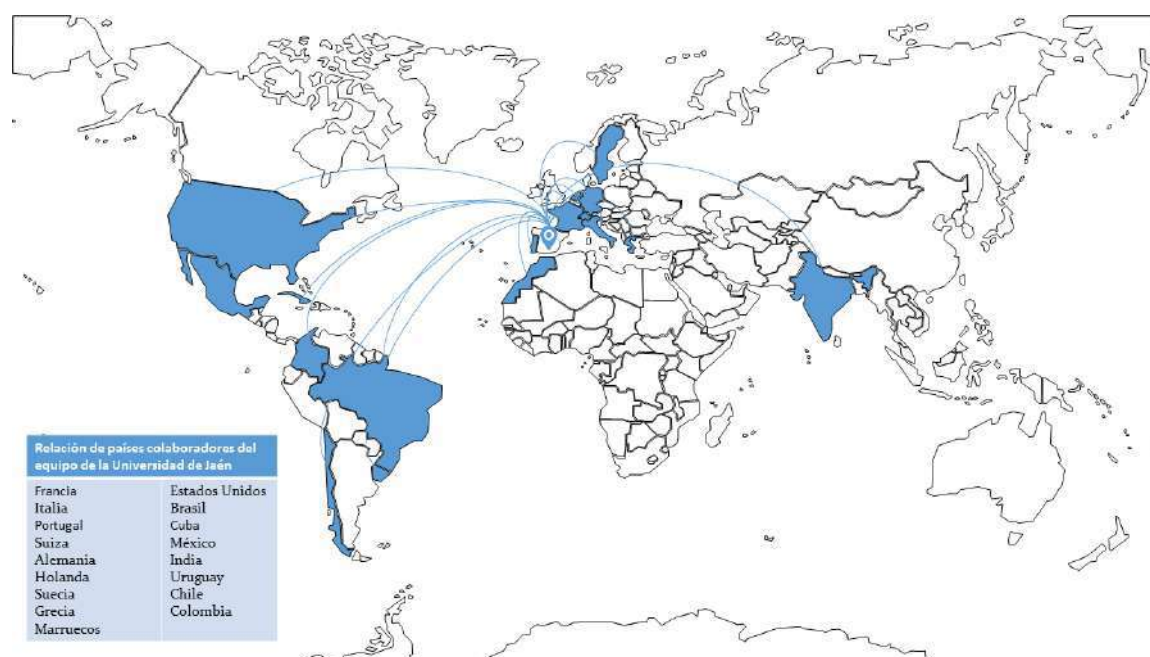 Relación de países colaboradores del
equipo de la Universidad de Jaén
Francia
Italia
Portugal
Suiza
Alemania
Holanda
Suecia
Grecia
Marruecos
Estados Unidos
Brasil
Cuba
México
India
Uruguay
Chile
Colombia